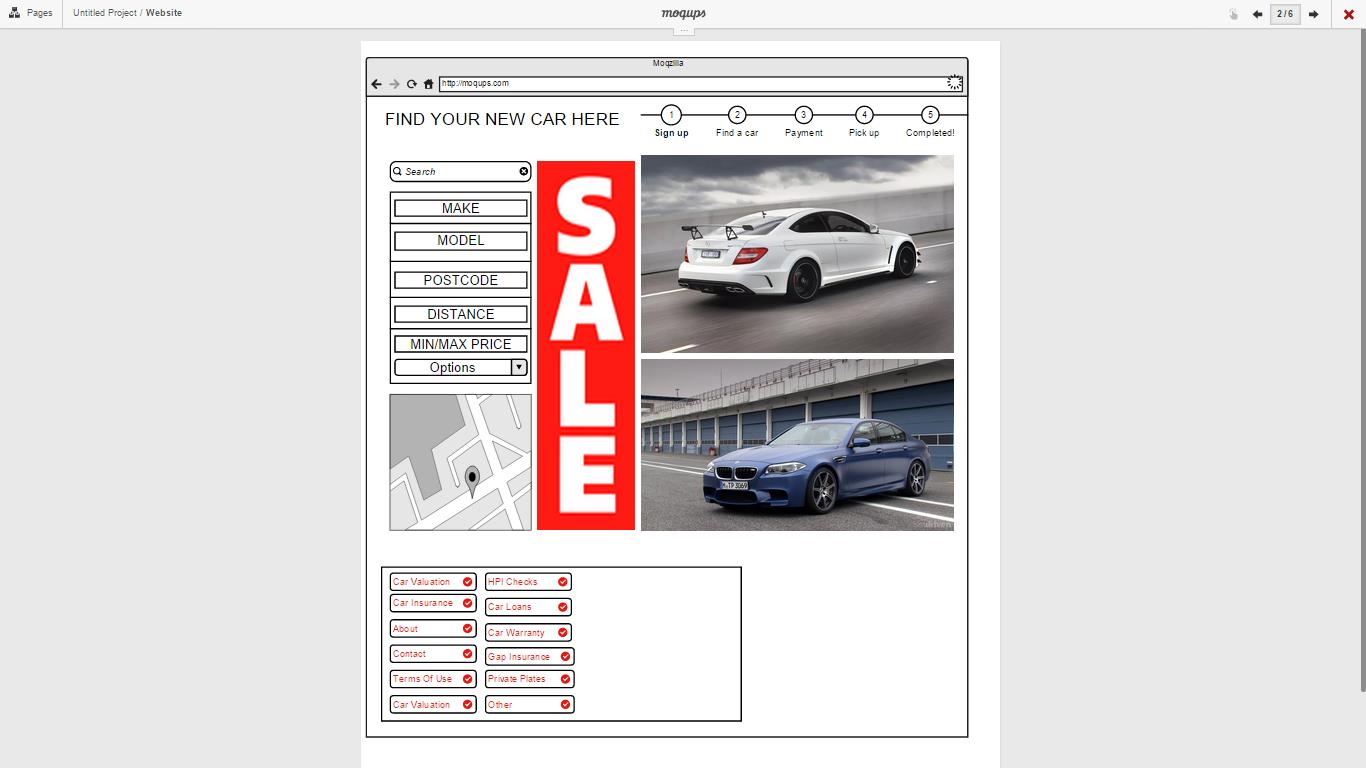 Pages
Untitled Project / Website
moqups
2 / 6
...
Moqzilla
http://moqups.com
FIND YOUR NEW CAR HERE
1 2 3 4 5
Sign up Find a car Payment Pick up Completed!
Search
MAKE
MODEL
POSTCODE
DISTANCE
MIN/MAX PRICE
Options
SALE
M·TP 3069
Car Valuation HPI Checks
Car Insurance Car Loans
About Car Warranty
Contact Gap Insurance
Terms Of Use Private Plates
Car Valuation Other